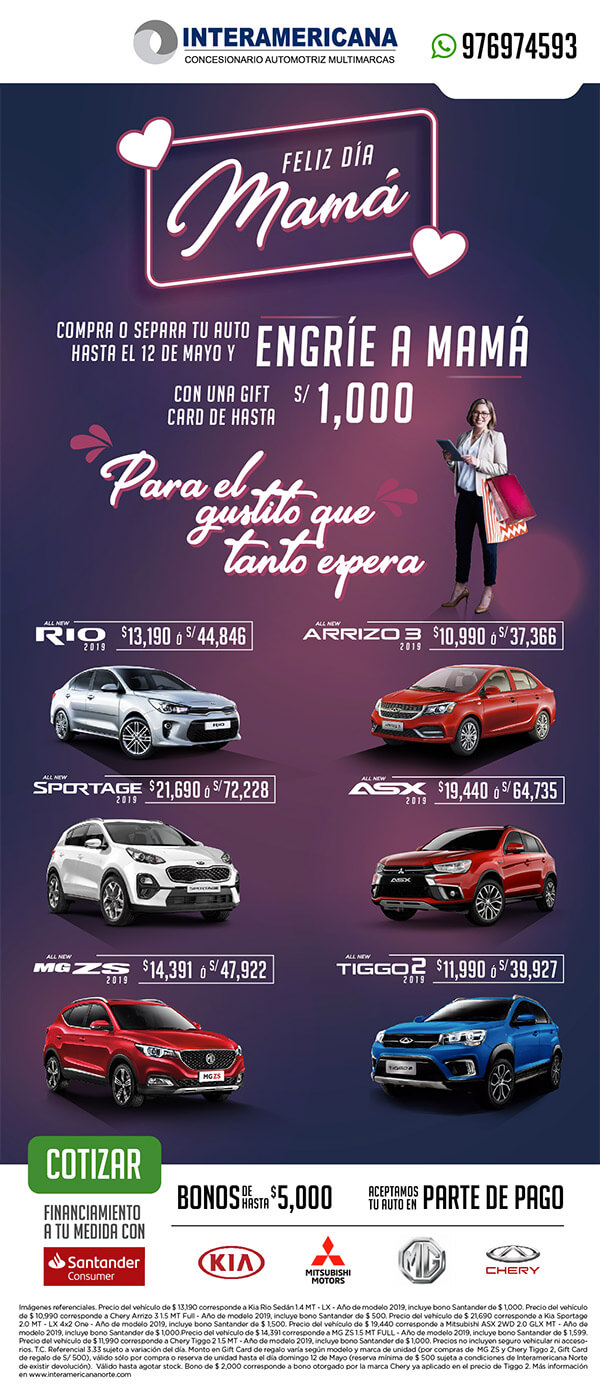 INTERAMERICANA
CONCESIONARIO AUTOMOTRIZ MULTIMARCAS
976974593
FELIZ DÍA
Mamá
COMPRA O SEPARA TU AUTO
HASTA EL 12 DE MAYO Y
ENGRÍE A MAMÁ
CON UNA GIFT
CARD DE HASTA
S/ 1,000
Para el
gustito que
tanto espera
ALL NEW
RIO
2019
$13,190 ó S/44,846
ALL NEW
ARRIZO 3
2019
$10,990 ó S/37,366
RIO
ARRIZO 3
ALL NEW
SPORTAGE
2019
$21,690 ó S/72,228
ALL NEW
ASX
2019
$19,440 ó S/64,735
SPORTAGE
ASX
ALL NEW
MG ZS
2019
$14,391 ó S/47,922
ALL NEW
TIGGO 2
2019
$11,990 ó S/39,927
MG ZS
TIGGO 2
COTIZAR
FINANCIAMIENTO
A TU MEDIDA CON
Santander
Consumer
BONOS DE HASTA $5,000
ACEPTAMOS
TU AUTO EN
PARTE DE PAGO
KIA
MITSUBISHI
MOTORS
MG
CHERY
Imágenes referenciales. Precio del vehículo de $ 13,190 corresponde a Kia Rio Sedán 1.4 MT - LX - Año de modelo 2019, incluye bono Santander de $ 1,000. Precio del vehículo
de $ 10,990 corresponde a Chery Arrizo 3 1.5 MT Full - Año de modelo 2019, incluye bono Santander de $ 500. Precio del vehículo de $ 21,690 corresponde a Kia Sportage
2.0 MT - LX 4x2 Ono - Año de modelo 2019, incluye bono Santander de $ 1,500. Precio del vehículo de $ 19,440 corresponde a Mitsubishi ASX 2WD 2.0 GLX MT - Año de
modelo 2019, incluye bono Santander de $ 1,000.Precio del vehículo de $ 14,391 corresponde a MG ZS 1.5 MT FULL - Año de modelo 2019, incluye bono Santander de $ 1,599.
Precio del vehículo de $ 11,990 corresponde a Chery Tiggo 2 1.5 MT - Año de modelo 2019, incluye bono Santander de $ 1,000. Precios no incluyen seguro vehicular ni acceso-
rios. T.C. Referencial 3.33 sujeto a variación del día. Monto en Gift Card de regalo varía según modelo y marca de unidad (por compras de MG ZS y Chery Tiggo 2, Gift Card
de regalo de S/ 500), válido sólo por compra o reserva de unidad hasta el día domingo 12 de Mayo (reserva mínima de $ 500 sujeta a condiciones de Interamericana Norte
de existir devolución). Válido hasta agotar stock. Bono de $ 2,000 corresponde a bono otorgado por la marca Chery ya aplicado en el precio de Tiggo 2. Más información
en www.interamericananorte.com